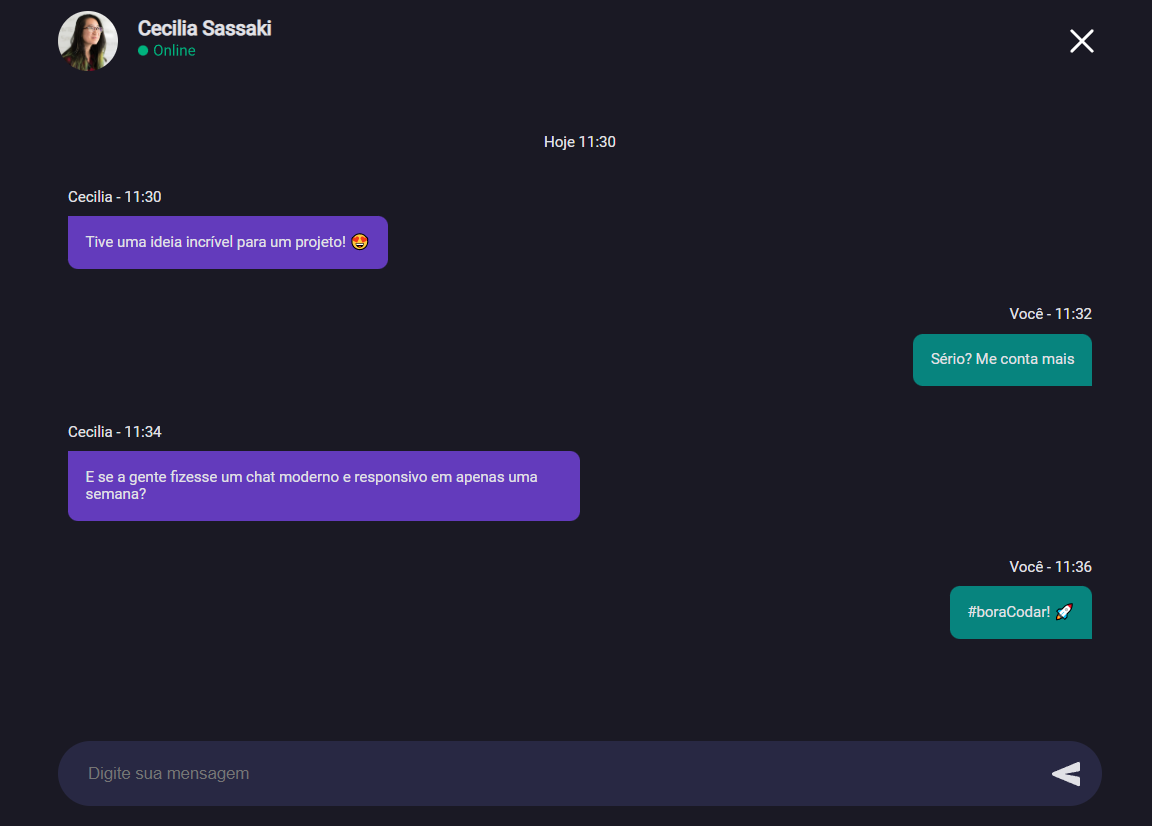 Cecilia Sassaki
Online
Hoje 11:30
Cecilia - 11:30
Tive uma ideia incrível para um projeto! 🤩
Você - 11:32
Sério? Me conta mais
Cecilia - 11:34
E se a gente fizesse um chat moderno e responsivo em apenas uma
semana?
Você - 11:36
#boraCodar! 🚀
Digite sua mensagem